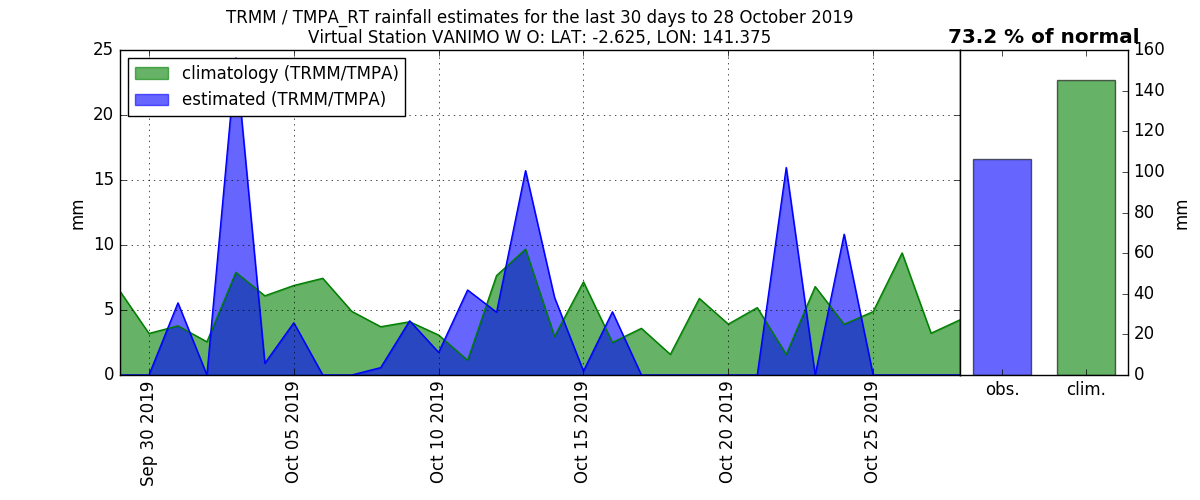 TRMM / TMPA_RT rainfall estimates for the last 30 days to 28 October 2019
Virtual Station VANIMO W O: LAT: -2.625, LON: 141.375
73.2 % of normal
climatology (TRMM/TMPA)
estimated (TRMM/TMPA)
25
20
15
10
5
0
mm
Sep 30 2019
Oct 05 2019
Oct 10 2019
Oct 15 2019
Oct 20 2019
Oct 25 2019
obs.
clim.
160
140
120
100
80
60
40
20
0
mm